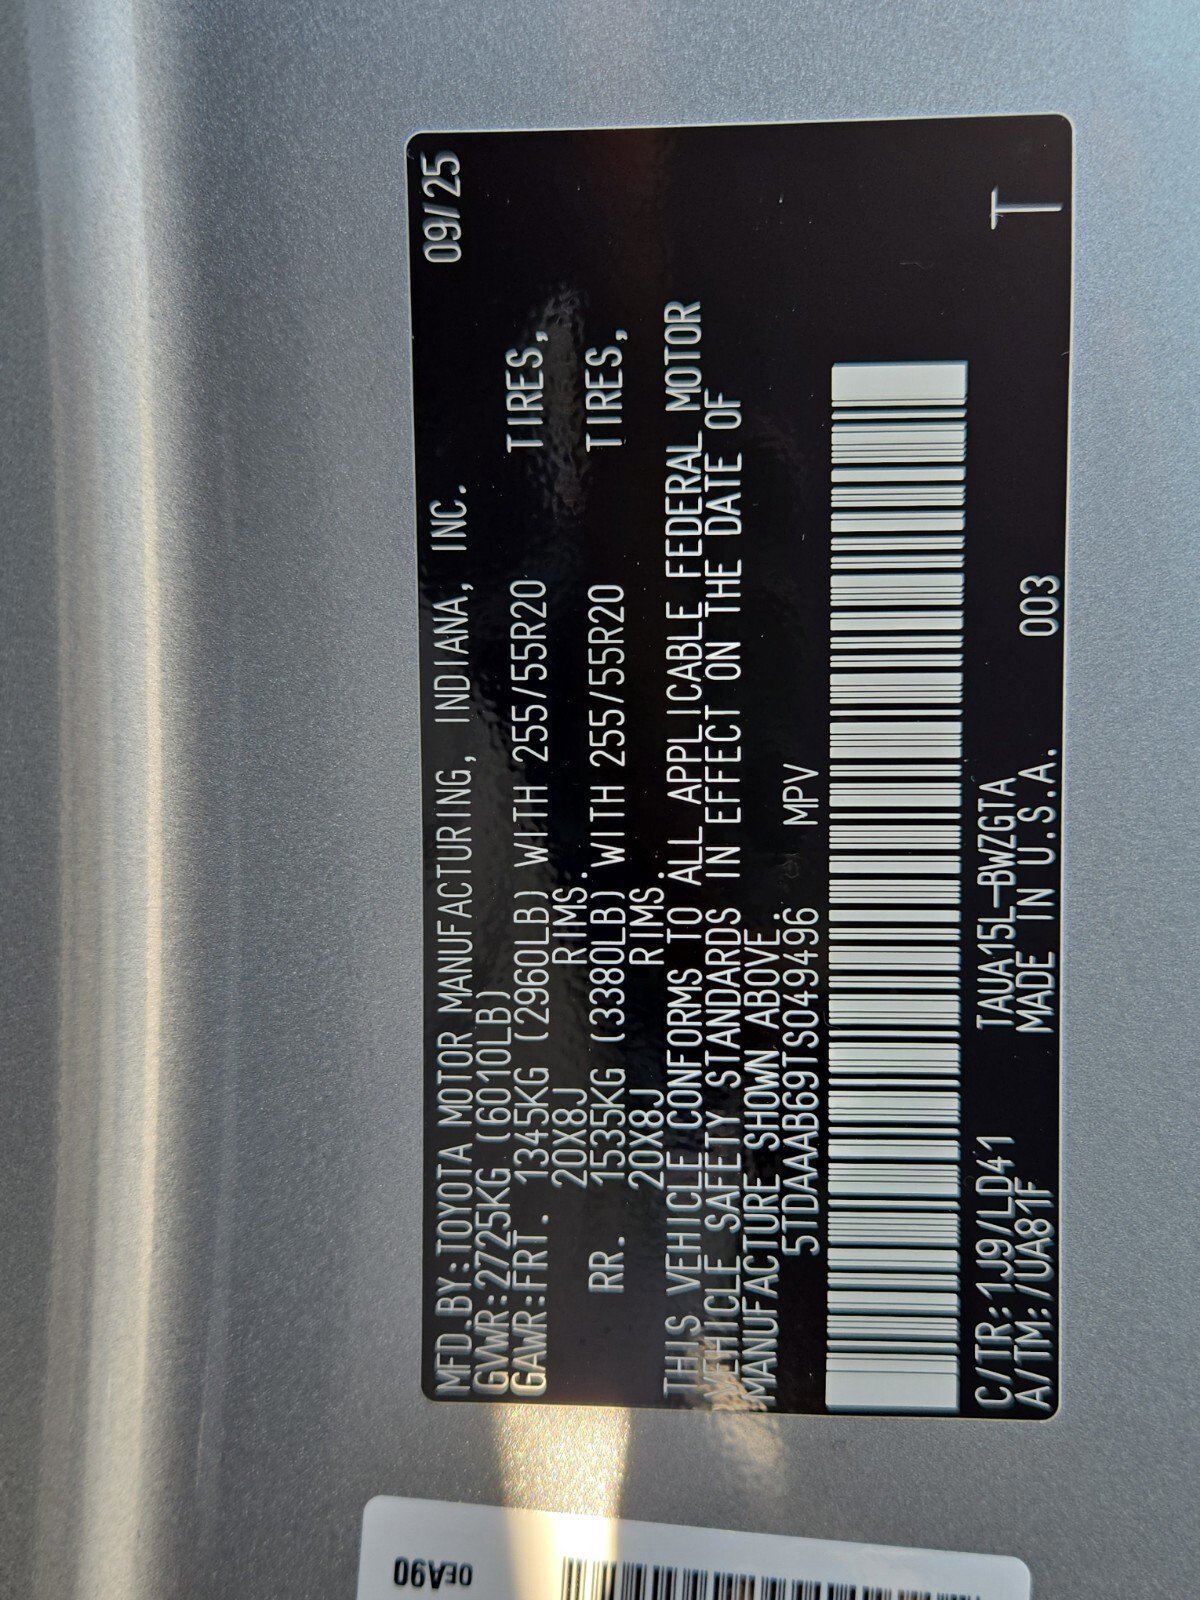 MFD.BY:TOYOTA MOTOR MANUFACTURING, INDIANA, INC. 09/25
GVWR:2725KG (6010LB)
GAWR:FRT. 1345KG (2960LB) WITH 255/55R20 TIRES,
20X8J RIMS.
RR. 1535KG (3380LB) WITH 255/55R20 TIRES,
20X8J RIMS.
THIS VEHICLE CONFORMS TO ALL APPLICABLE FEDERAL MOTOR
VEHICLE SAFETY STANDARDS IN EFFECT ON THE DATE OF
MANUFACTURE SHOWN ABOVE.
5TDAAAB69TS049496 MPV
C/TR:1J9/LD41 TAUA15L-BWZGTA
A/TM:/UA81F MADE IN U.S.A. 003
T
0EA90